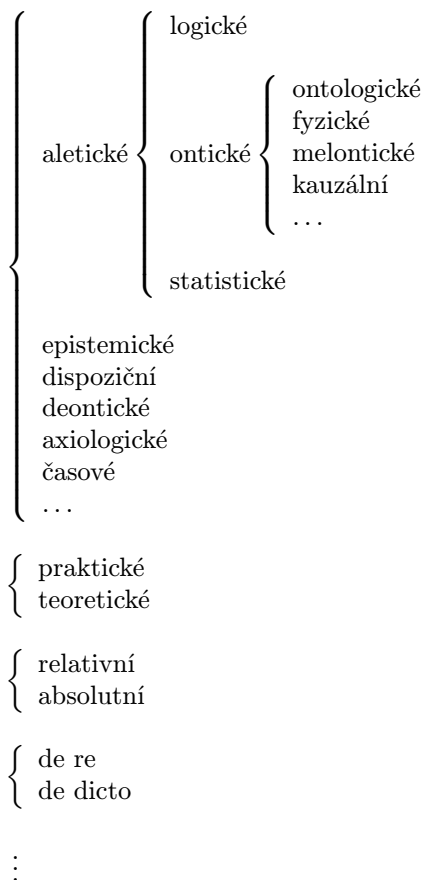 logické
ontologické
fyzické
aletické ontické melontické
kauzální
...
statistické
epistemické
dispoziční
deontické
axiologické
časové
...
praktické
teoretické
relativní
absolutní
de re
de dicto
⋮